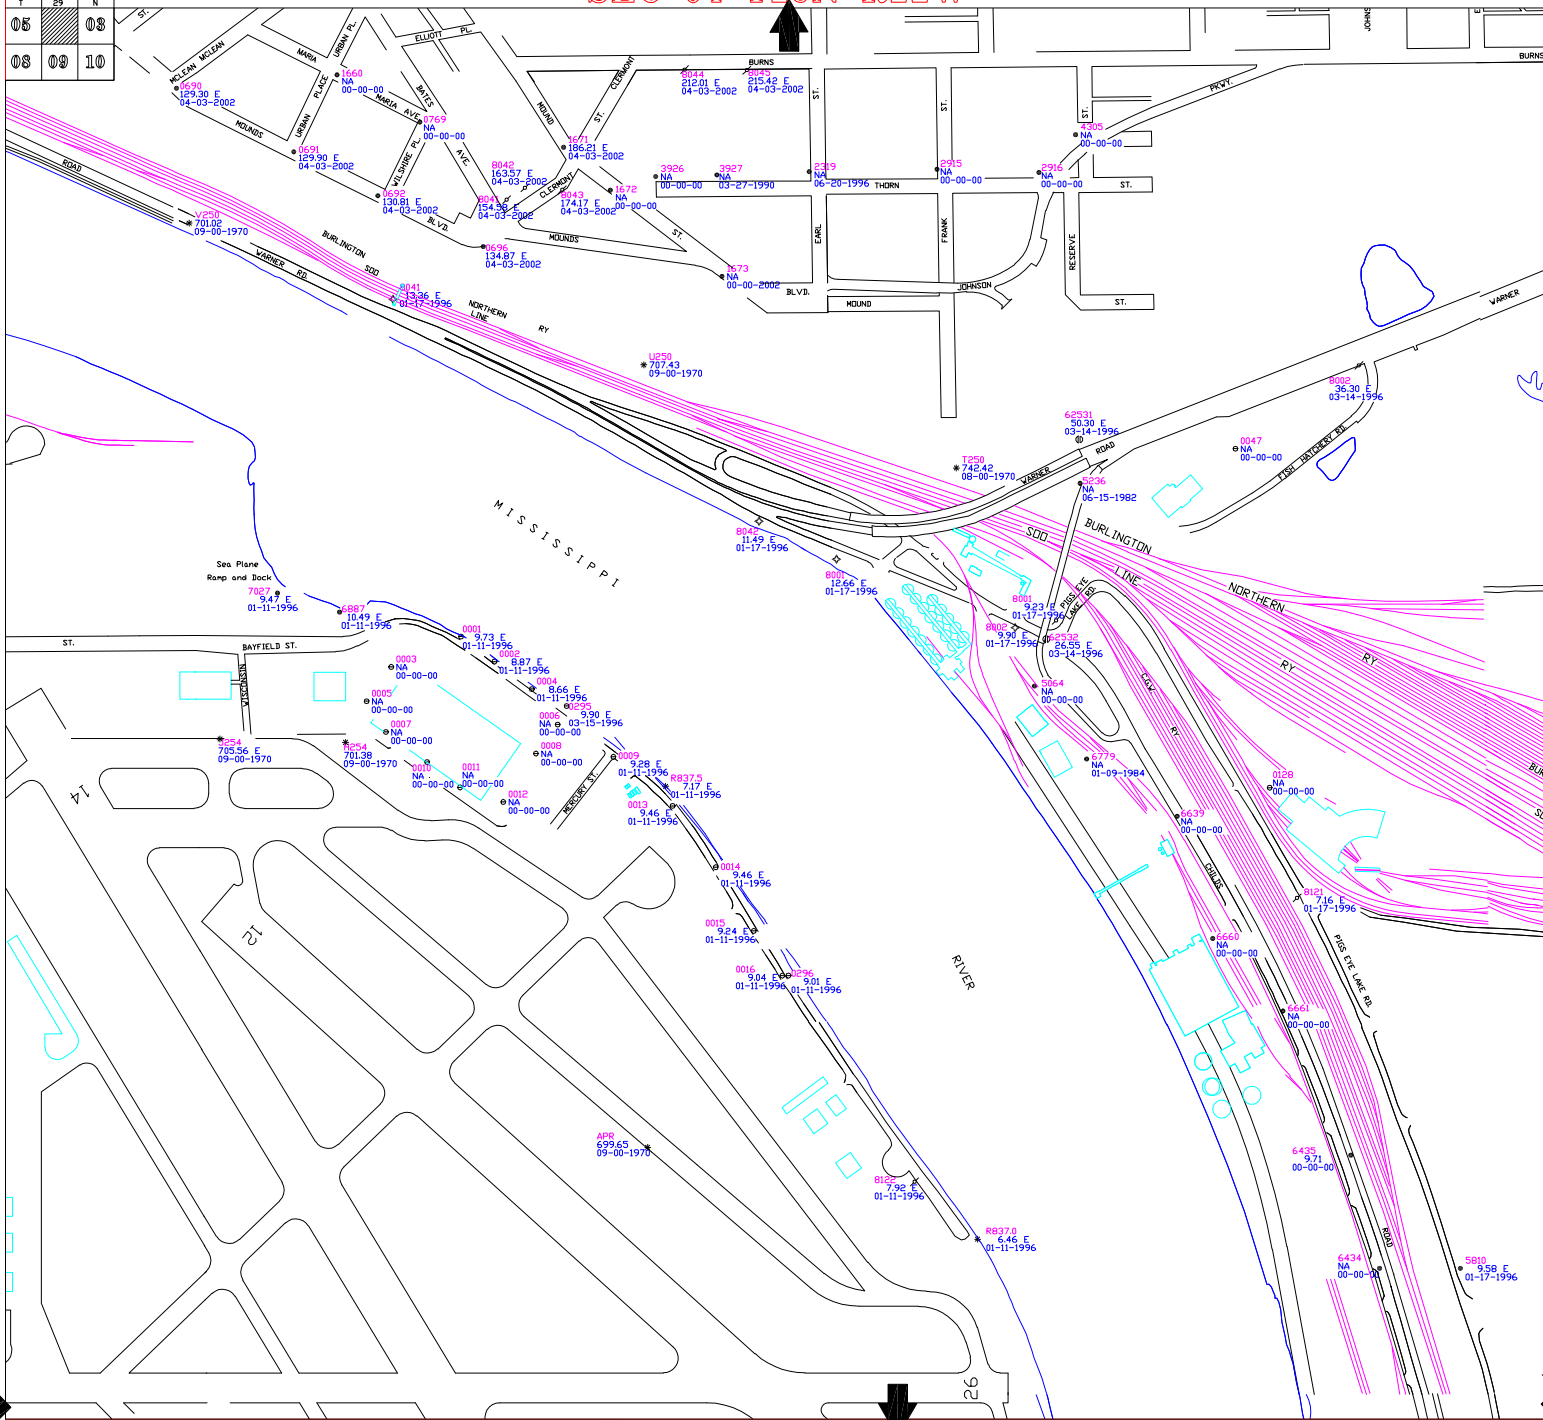 T 29 N
05 03
08 09 10
ST.
MCLEAN MCLEAN
MARIA
URBAN PL.
ELLIOTT PL.
BURNS
BURNS
0690
129.30 E
04-03-2002
1660
NA
00-00-00
MARIA AVE.
BATES
AVE.
MOUND
ST.
CLERMONT
ST.
8044
212.01 E
04-03-2002
8045
215.42 E
04-03-2002
ST.
ST.
ST.
PKWY.
MOUNDS
URBAN PLACE
0769
NA
00-00-00
0691
129.90 E
04-03-2002
WILSHIRE PL.
8042
163.57 E
04-03-2002
1671
186.21 E
04-03-2002
4305
NA
00-00-00
3926
NA
00-00-00
3927
NA
03-27-1990
2319
NA
06-20-1996
2915
NA
00-00-00
2916
NA
00-00-00
THORN
ST.
ROAD
0692
130.81 E
04-03-2002
8041
154.58 E
04-03-2002
CLERMONT
8043
174.17 E
04-03-2002
1672
NA
00-00-00
V250
701.02
09-00-1970
BLVD.
0696
134.87 E
04-03-2002
MOUNDS
EARL
FRANK
RESERVE
WARNER RD.
BURLINGTON
SOO
1673
NA
00-00-2002
BLVD.
MOUND
JOHNSON
ST.
WARNER
8041
13.36 E
01-17-1996
NORTHERN
LINE
RY
U250
707.43
09-00-1970
8002
36.30 E
03-14-1996
62531
50.30 E
03-14-1996
0047
NA
00-00-00
FISH HATCHERY RD.
T250
742.42
08-00-1970
WARNER
ROAD
5236
NA
06-15-1982
MISSISSIPPI
8042
11.49 E
01-17-1996
SOO
BURLINGTON
LINE
NORTHERN
RY
RY
Sea Plane
Ramp and Dock
8001
12.66 E
01-17-1996
PIGS EYE
LAKE RD.
7027
9.47 E
01-11-1996
6887
10.49 E
01-11-1996
8001
9.23 E
01-17-1996
8002
9.90 E
01-17-1996
62532
26.55 E
03-14-1996
ST.
BAYFIELD ST.
0001
9.73 E
01-11-1996
0002
8.87 E
01-11-1996
0003
NA
00-00-00
WISCONSIN
0004
8.66 E
01-11-1996
0005
NA
00-00-00
0295
9.90 E
03-15-1996
0006
NA
00-00-00
5064
NA
00-00-00
C&W
RY
0007
NA
00-00-00
S254
705.56 E
09-00-1970
701.38
09-00-1970
0008
NA
00-00-00
0009
9.28 E
01-11-1996
6779
NA
01-09-1984
0010
NA
00-00-00
0011
NA
00-00-00
MERCURY ST.
R837.5
7.17 E
01-11-1996
0128
NA
00-00-00
14
0012
NA
00-00-00
0013
9.46 E
01-11-1996
6639
NA
00-00-00
0014
9.46 E
01-11-1996
CHILDS
8121
7.16 E
01-17-1996
12
0015
9.24 E
01-11-1996
6660
NA
00-00-00
PIGS EYE LAKE RD.
RIVER
0016
9.04 E
01-11-1996
0296
9.01 E
01-11-1996
6661
NA
00-00-00
APR
699.65
09-00-1970
6435
9.71
00-00-00
8122
7.92 E
01-11-1996
R837.0
6.46 E
01-11-1996
ROAD
6434
NA
00-00-00
5810
9.58 E
01-17-1996
26